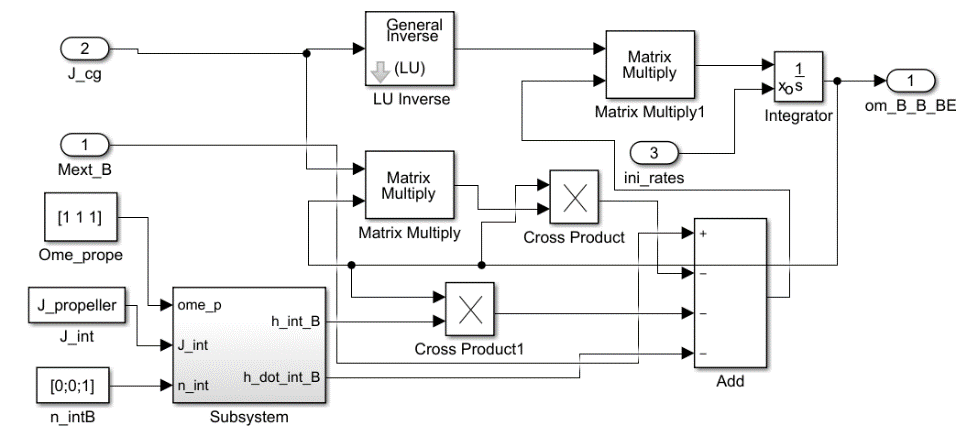 General
Inverse
(LU)
LU Inverse
2
J_cg
Matrix
Multiply
Matrix Multiply1
1
s
xo
Integrator
1
om_B_B_BE
1
Mext_B
3
ini_rates
Matrix
Multiply
Matrix Multiply
Cross Product
[1 1 1]
Ome_prope
+
−
−
−
Add
J_propeller
J_int
[0;0;1]
n_intB
ome_p
J_int
n_int
h_int_B
h_dot_int_B
Subsystem
Cross Product1